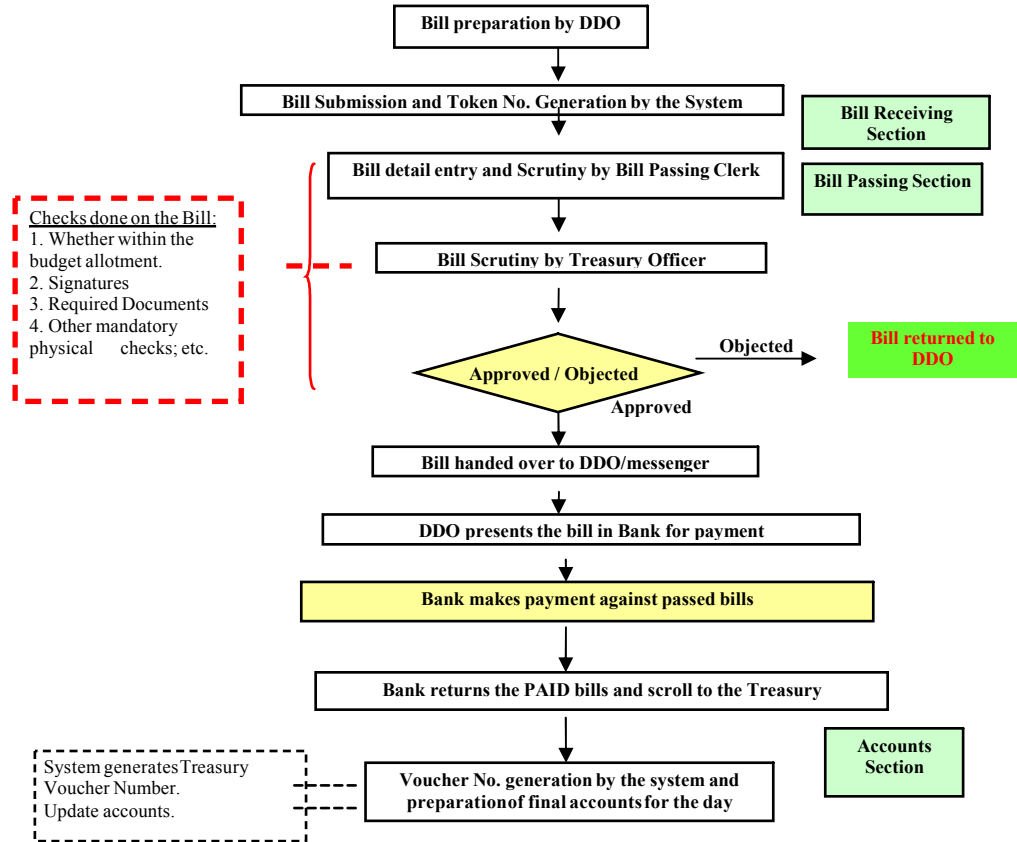 Bill preparation by DDO
Bill Submission and Token No. Generation by the System
Bill Receiving
Section
Bill detail entry and Scrutiny by Bill Passing Clerk
Bill Passing Section
Checks done on the Bill:
1. Whether within the
budget allotment.
2. Signatures
3. Required Documents
4. Other mandatory
physical checks; etc.
Bill Scrutiny by Treasury Officer
Approved / Objected
Objected
Bill returned to
DDO
Approved
Bill handed over to DDO/messenger
DDO presents the bill in Bank for payment
Bank makes payment against passed bills
Bank returns the PAID bills and scroll to the Treasury
Accounts
Section
System generates Treasury
Voucher Number.
Update accounts.
Voucher No. generation by the system and
preparation of final accounts for the day